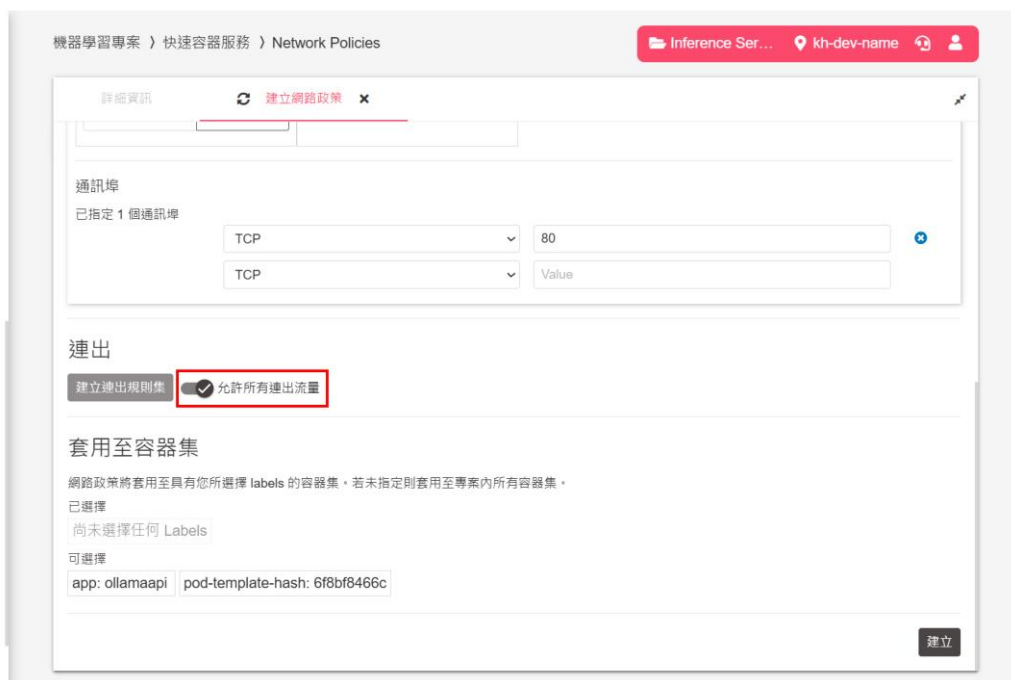 機器學習專案 〉快速容器服務 〉Network Policies
Inference Ser... kh-dev-name
詳細資訊 建立網路政策
通訊埠
已指定 1 個通訊埠
TCP 80
TCP Value
連出
建立連出規則集 允許所有連出流量
套用至容器集
網路政策將套用至具有您所選擇 labels 的容器集。若未指定則套用至專案內所有容器集。
已選擇
尚未選擇任何 Labels
可選擇
app: ollamaapi pod-template-hash: 6f8bf8466c
建立